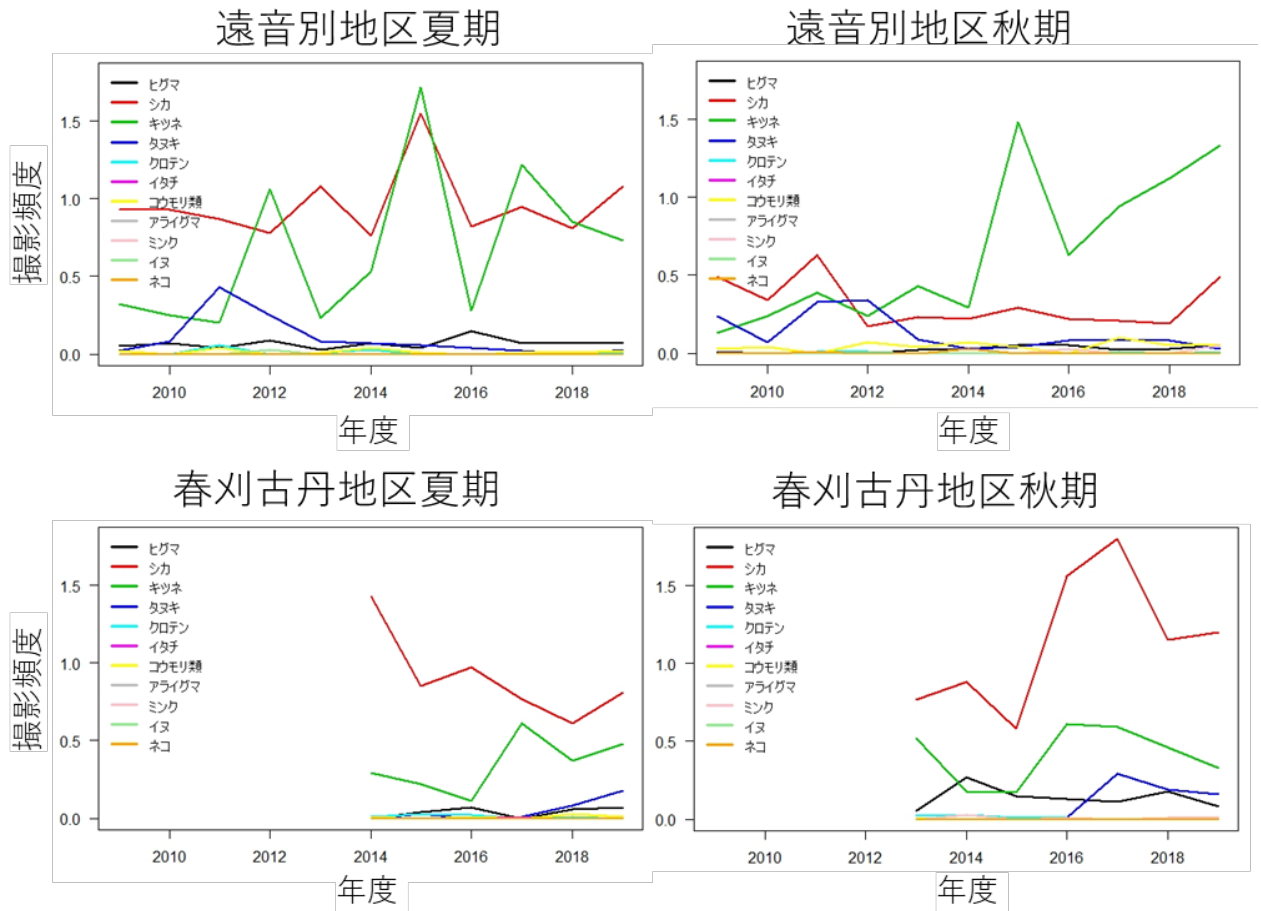 遠音別地区夏期
遠音別地区秋期
撮影頻度
ヒグマ
シカ
キツネ
タヌキ
クロテン
イタチ
コウモリ類
アライグマ
ミンク
イヌ
ネコ
1.5
1.0
0.5
0.0
2010 2012 2014 2016 2018
年度
ヒグマ
シカ
キツネ
タヌキ
クロテン
イタチ
コウモリ類
アライグマ
ミンク
イヌ
ネコ
1.5
1.0
0.5
0.0
2010 2012 2014 2016 2018
年度
春刈古丹地区夏期
春刈古丹地区秋期
撮影頻度
ヒグマ
シカ
キツネ
タヌキ
クロテン
イタチ
コウモリ類
アライグマ
ミンク
イヌ
ネコ
1.5
1.0
0.5
0.0
2010 2012 2014 2016 2018
年度
ヒグマ
シカ
キツネ
タヌキ
クロテン
イタチ
コウモリ類
アライグマ
ミンク
イヌ
ネコ
1.5
1.0
0.5
0.0
2010 2012 2014 2016 2018
年度